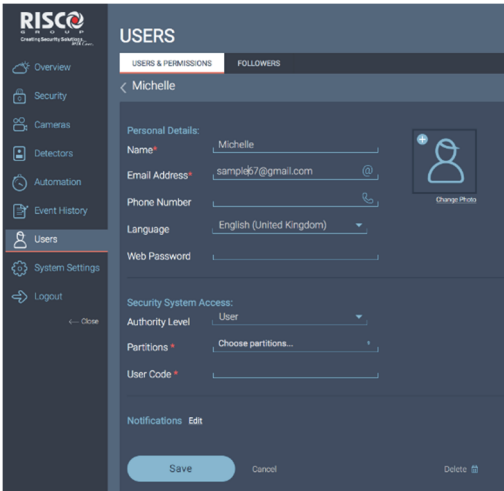 RISCO
GROUP
Creating Security Solutions
With Care.
Overview
Security
Cameras
Detectors
Automation
Event History
Users
System Settings
Logout
← Close
USERS
USERS & PERMISSIONS
FOLLOWERS
Michelle
Personal Details:
Name* Michelle
Email Address* sample67@gmail.com @
Phone Number
Language English (United Kingdom)
Web Password
Change Photo
Security System Access:
Authority Level User
Partitions * Choose partitions...
User Code *
Notifications Edit
Save Cancel Delete